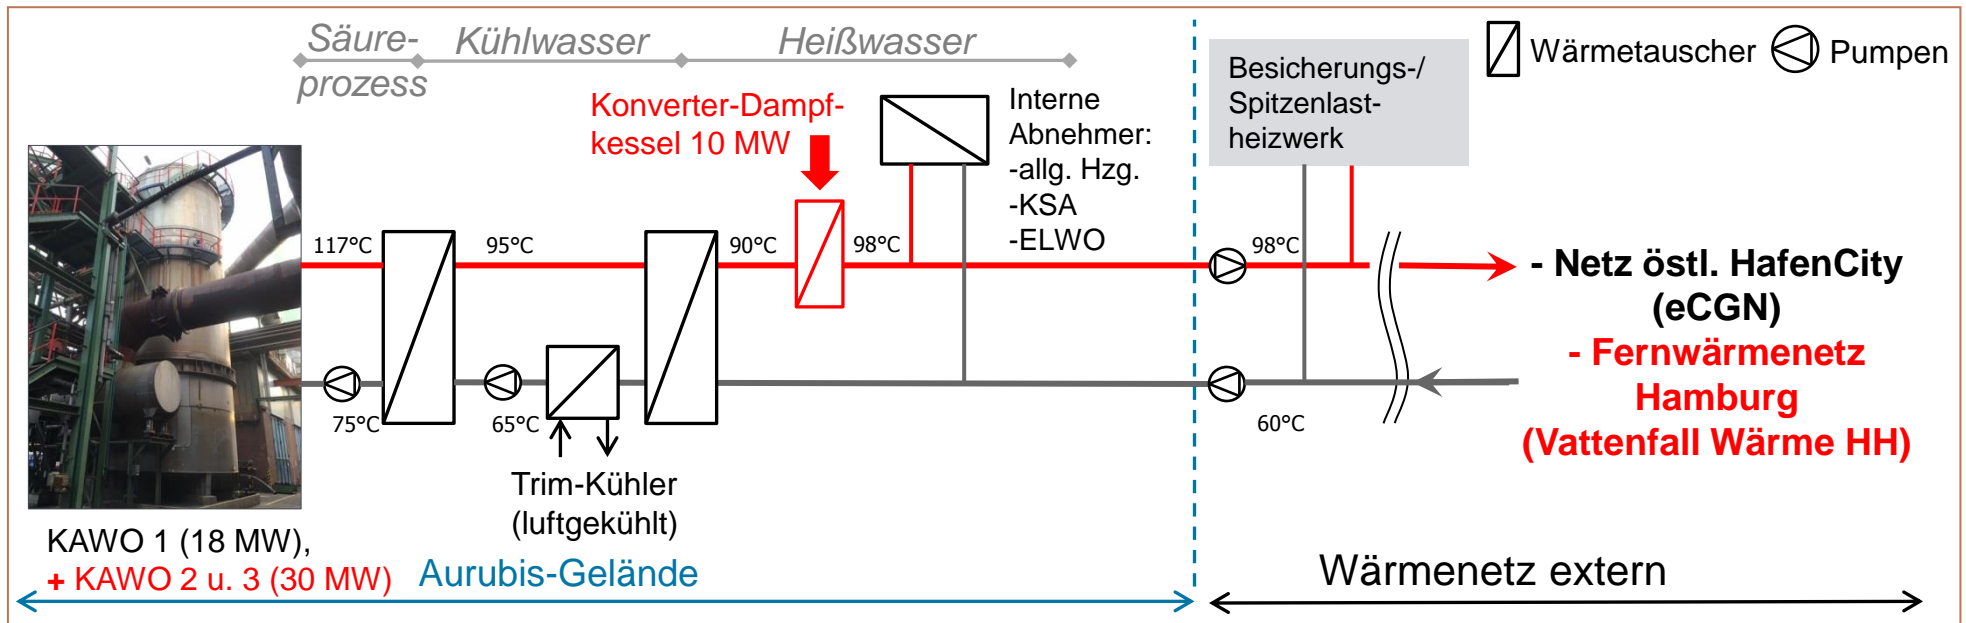 Säure-
prozess
Kühlwasser
Heißwasser
Wärmetauscher
Pumpen
Konverter-Dampf-
kessel 10 MW
Interne
Abnehmer:
-allg. Hzg.
-KSA
-ELWO
Besicherungs-/
Spitzenlast-
heizwerk
117°C
95°C
90°C
98°C
98°C
75°C
65°C
60°C
- Netz östl. HafenCity
(eCGN)
- Fernwärmenetz
Hamburg
(Vattenfall Wärme HH)
Trim-Kühler
(luftgekühlt)
KAWO 1 (18 MW),
+ KAWO 2 u. 3 (30 MW)
Aurubis-Gelände
Wärmenetz extern